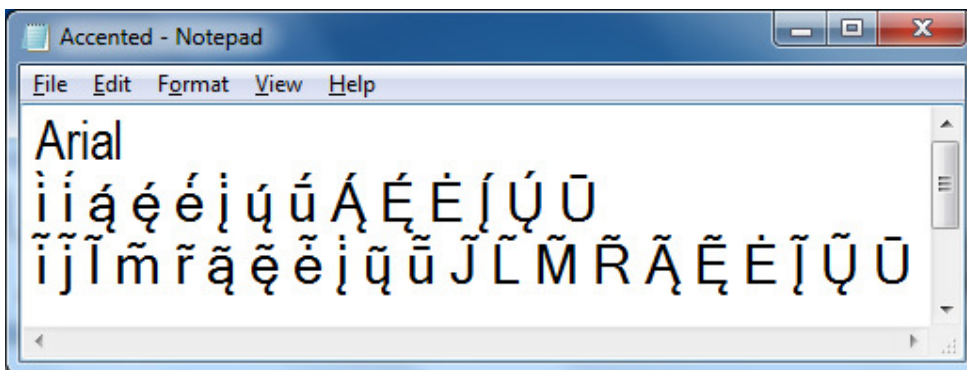 Accented - Notepad
File Edit Format View Help
Arial
i̇̀ i̇́ ą́ ę́ ė́ į ų́ ū́ Ą́ Ę́ Ė Į́ Ų́ Ū
i̇̃ j̇̃ l̃ m̃ r̃ ą̃ ę̃ ė̃ į ų̃ ū̃ J̃ L̃ M̃ R̃ Ą̃ Ę̃ Ė Į̃ Ų̃ Ū